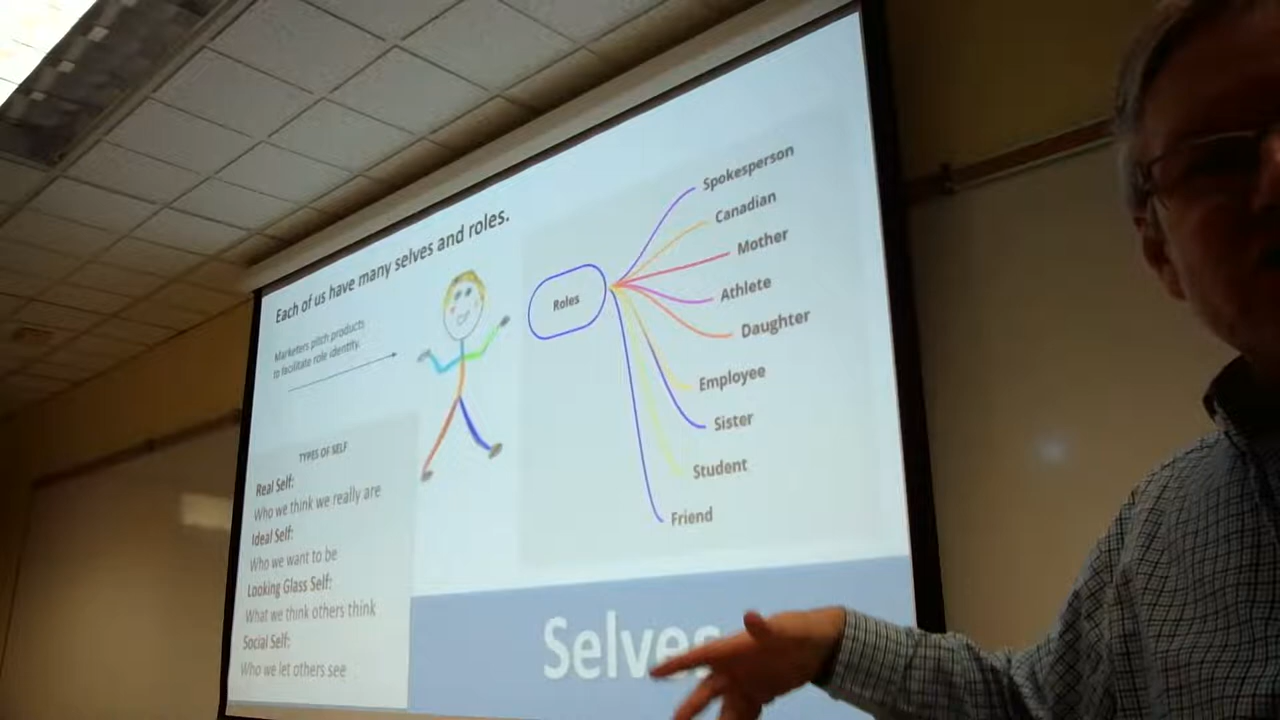 Each of us have many selves and roles.
Marketers pitch products
to facilitate role identity.
TYPES OF SELF
Real Self:
Who we think we really are
Ideal Self:
Who we want to be
Looking Glass Self:
What we think others think
Social Self:
Who we let others see
Roles
Spokesperson
Canadian
Mother
Athlete
Daughter
Employee
Sister
Student
Friend
Selves